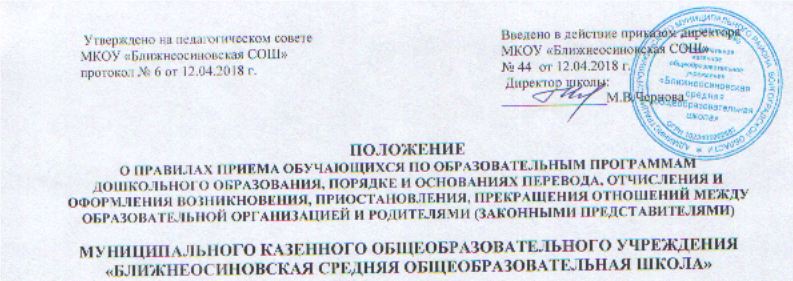 Утверждено на педагогическом совете
МКОУ «Ближнеосиновская СОШ»
протокол № 6 от 12.04.2018 г.
Введено в действие приказом директора
МКОУ «Ближнеосиновская СОШ»
№ 44 от 12.04.2018 г.
Директор школы:
М.В.Чернова
общеобразовательное
учреждение
«Ближнеосиновская
средняя
общеобразовательная
школа»
ПОЛОЖЕНИЕ
О ПРАВИЛАХ ПРИЕМА ОБУЧАЮЩИХСЯ ПО ОБРАЗОВАТЕЛЬНЫМ ПРОГРАММАМ
ДОШКОЛЬНОГО ОБРАЗОВАНИЯ, ПОРЯДКЕ И ОСНОВАНИЯХ ПЕРЕВОДА, ОТЧИСЛЕНИЯ И
ОФОРМЛЕНИЯ ВОЗНИКНОВЕНИЯ, ПРИОСТАНОВЛЕНИЯ, ПРЕКРАЩЕНИЯ ОТНОШЕНИЙ МЕЖДУ
ОБРАЗОВАТЕЛЬНОЙ ОРГАНИЗАЦИЕЙ И РОДИТЕЛЯМИ (ЗАКОННЫМИ ПРЕДСТАВИТЕЛЯМИ)
МУНИЦИПАЛЬНОГО КАЗЕННОГО ОБЩЕОБРАЗОВАТЕЛЬНОГО УЧРЕЖДЕНИЯ
«БЛИЖНЕОСИНОВСКАЯ СРЕДНЯЯ ОБЩЕОБРАЗОВАТЕЛЬНАЯ ШКОЛА»